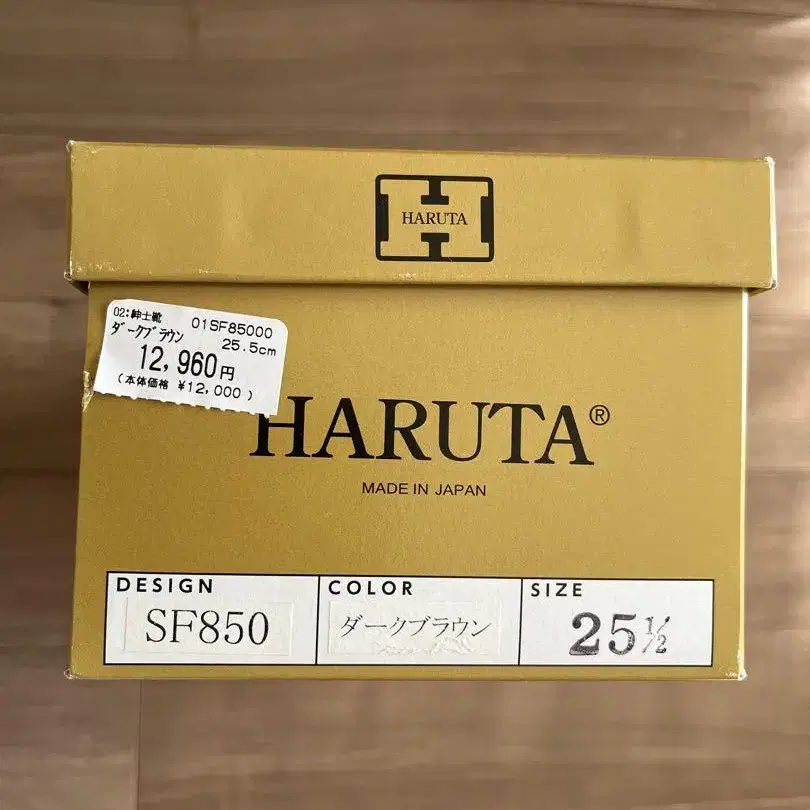 HARUTA
02:紳士靴 01SF85000
ダークブラウン 25.5cm
12,960円
(本体価格 ¥12,000 )
HARUTA®
MADE IN JAPAN
DESIGN COLOR SIZE
SF850 ダークブラウン 25½